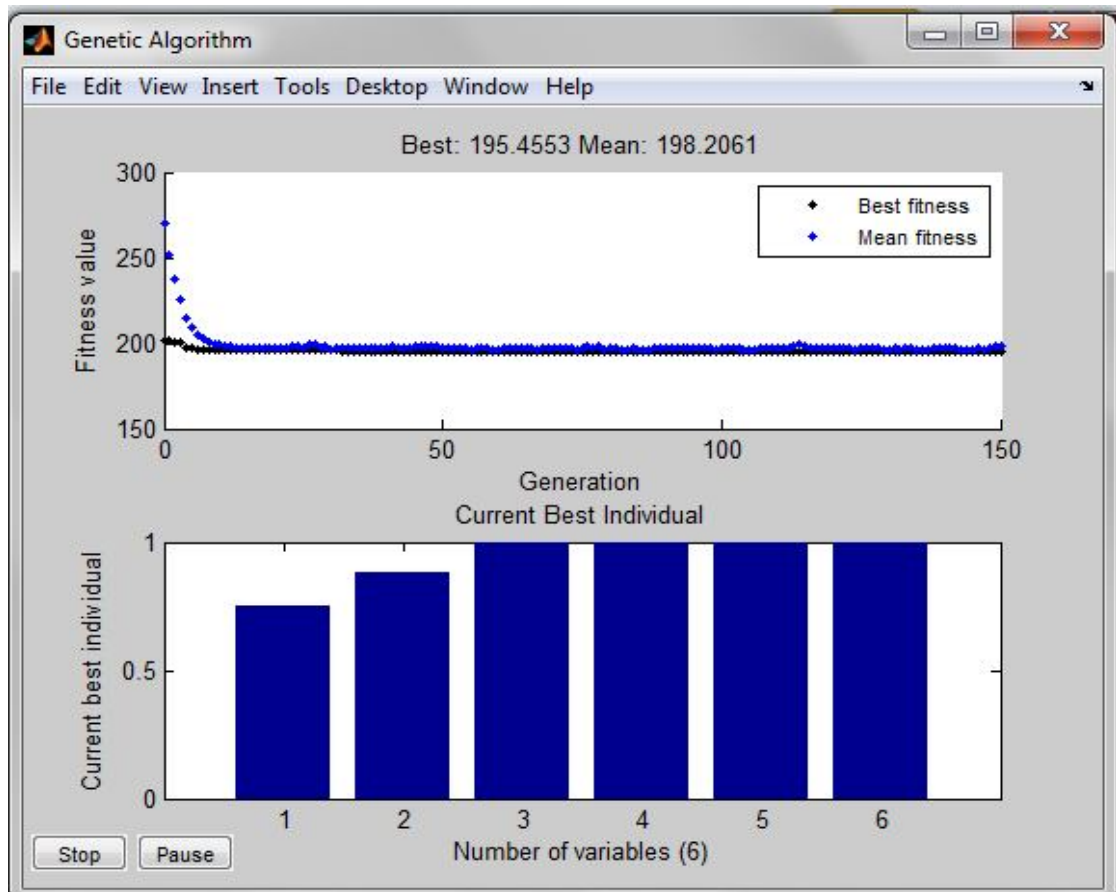 Genetic Algorithm
File Edit View Insert Tools Desktop Window Help
Best: 195.4553 Mean: 198.2061
300
250
200
150
Fitness value
Best fitness
Mean fitness
0 50 100 150
Generation
Current Best Individual
1
0.5
0
Current best individual
1 2 3 4 5 6
Number of variables (6)
Stop Pause